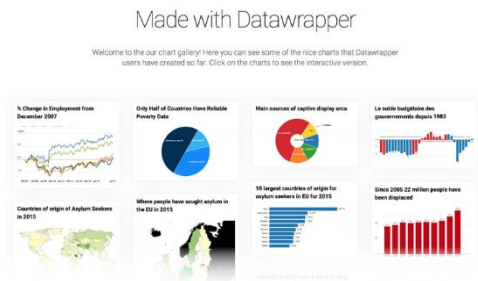 Made with Datawrapper
Welcome to the our chart gallery! Here you can see some of the nice charts that Datawrapper
users have created so far. Click on the charts to see the interactive version.
% Change in Employment from
December 2007
Only Half of Countries Have Reliable
Poverty Data
Main sources of captive display orca
Le solde budgétaire des
gouvernements depuis 1983
Countries of origin of Asylum Seekers
in 2015
Where people have sought asylum in
the EU in 2015
10 largest countries of origin for
asylum seekers in EU for 2015
Since 2005 22 million people have
been displaced